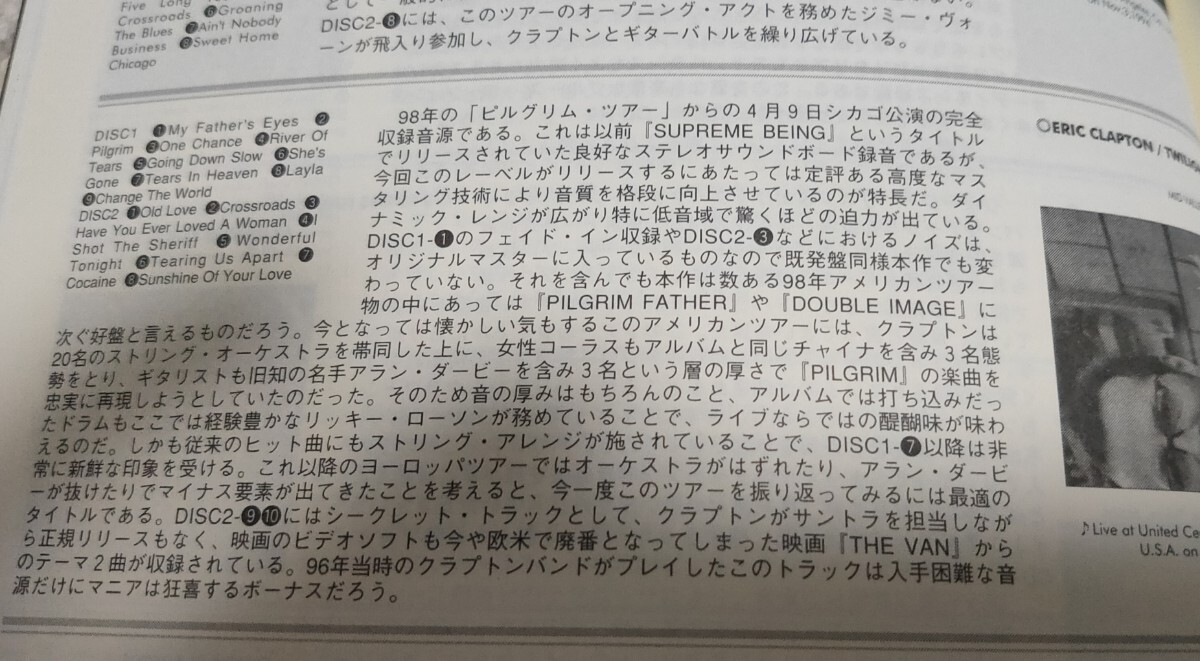 Five Long
Crossroads ❻Groaning
The Blues ❼Ain't Nobody
Business ❽Sweet Home
Chicago
DISC2-❽には、このツアーのオープニング・アクトを務めたジミー・ヴォ
ーンが飛入り参加し、クラプトンとギターバトルを繰り広げている。
on Nov 3,1994
DISC1 ❶My Father's Eyes ❷
Pilgrim ❸One Chance ❹River Of
Tears ❺Going Down Slow ❻She's
Gone ❼Tears In Heaven ❽Layla
❾Change The World
DISC2 ❶Old Love ❷Crossroads ❸
Have You Ever Loved A Woman ❹I
Shot The Sheriff ❺Wonderful
Tonight ❻Tearing Us Apart ❼
Cocaine ❽Sunshine Of Your Love
98年の「ピルグリム・ツアー」からの4月9日シカゴ公演の完全
収録音源である。これは以前『SUPREME BEING』というタイトル
でリリースされていた良好なステレオサウンドボード録音であるが、
今回このレーベルがリリースするにあたっては定評ある高度なマス
タリング技術により音質を格段に向上させているのが特長だ。ダイ
ナミック・レンジが広がり特に低音域で驚くほどの迫力が出ている。
DISC1-❶のフェイド・イン収録やDISC2-❸などにおけるノイズは、
オリジナルマスターに入っているものなので既発盤同様本作でも変
わっていない。それを含んでも本作は数ある98年アメリカンツアー
物の中にあっては『PILGRIM FATHER』や『DOUBLE IMAGE』に
次ぐ好盤と言えるものだろう。今となっては懐かしい気もするこのアメリカンツアーには、クラプトンは
20名のストリング・オーケストラを帯同した上に、女性コーラスもアルバムと同じチャイナを含み3名態
勢をとり、ギタリストも旧知の名手アラン・ダービーを含み3名という層の厚さで『PILGRIM』の楽曲を
忠実に再現しようとしていたのだった。そのため音の厚みはもちろんのこと、アルバムでは打ち込みだっ
たドラムもここでは経験豊かなリッキー・ローソンが務めていることで、ライブならではの醍醐味が味わ
えるのだ。しかも従来のヒット曲にもストリング・アレンジが施されていることで、DISC1-❼以降は非
常に新鮮な印象を受ける。これ以降のヨーロッパツアーではオーケストラがはずれたり、アラン・ダービ
ーが抜けたりでマイナス要素が出てきたことを考えると、今一度このツアーを振り返ってみるには最適の
タイトルである。DISC2-❾❿にはシークレット・トラックとして、クラプトンがサントラを担当しなが
ら正規リリースもなく、映画のビデオソフトも今や欧米で廃番となってしまった映画『THE VAN』から
のテーマ2曲が収録されている。96年当時のクラプトンバンドがプレイしたこのトラックは入手困難な音
源だけにマニアは狂喜するボーナスだろう。
○ERIC CLAPTON /
♪Live at United
U.S.A. on